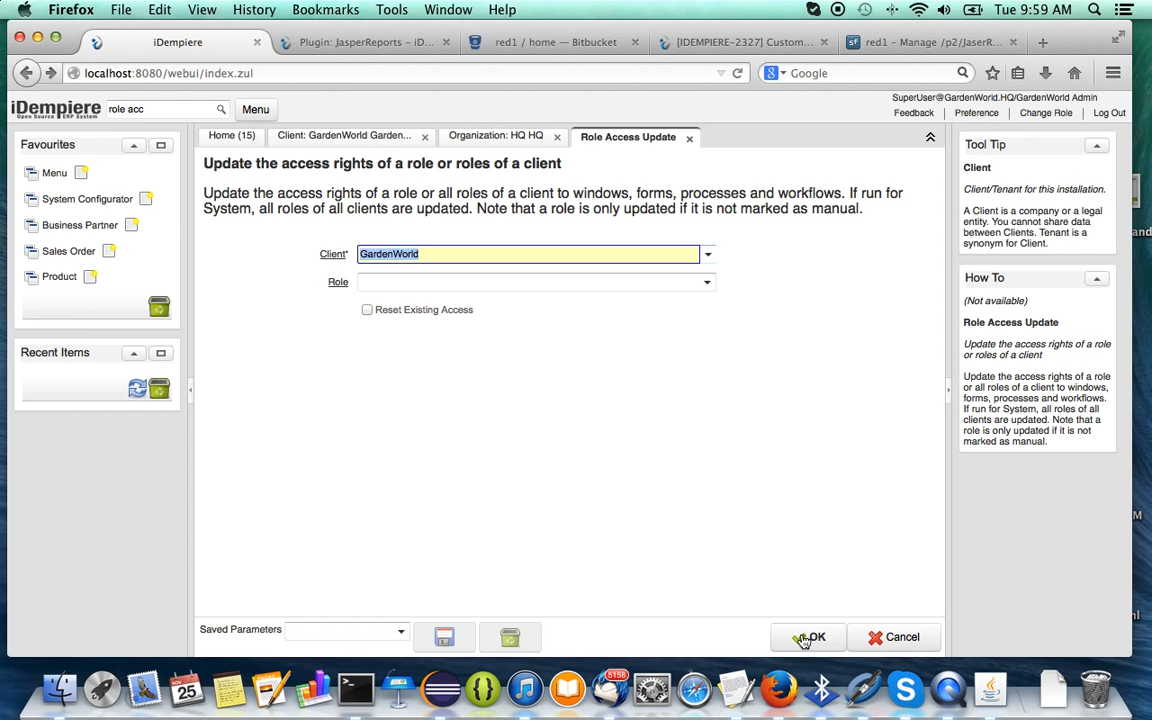 Firefox File Edit View History Bookmarks Tools Window Help Tue 9:59 AM
iDempiere Plugin: JasperReports – iD... red1 / home — Bitbucket [IDEMPIERE-2327] Custom... red1 - Manage /p2/JaserR...
localhost:8080/webui/index.zul Google
iDempiere role acc Menu
Open Source ERP System
SuperUser@GardenWorld.HQ/GardenWorld Admin
Feedback Preference Change Role Log Out
Favourites
Menu
System Configurator
Business Partner
Sales Order
Product
Recent Items
Home (15) Client: GardenWorld Garden... Organization: HQ HQ Role Access Update
Update the access rights of a role or roles of a client
Update the access rights of a role or all roles of a client to windows, forms, processes and workflows. If run for
System, all roles of all clients are updated. Note that a role is only updated if it is not marked as manual.
Client* GardenWorld
Role
Reset Existing Access
Saved Parameters
OK Cancel
Tool Tip
Client
Client/Tenant for this installation.
A Client is a company or a legal
entity. You cannot share data
between Clients. Tenant is a
synonym for Client.
How To
(Not available)
Role Access Update
Update the access rights of a role
or roles of a client
Update the access rights of a role
or all roles of a client to windows,
forms, processes and workflows.
If run for System, all roles of all
clients are updated. Note that a
role is only updated if it is not
marked as manual.
and
M
nl
NOV
25
5158